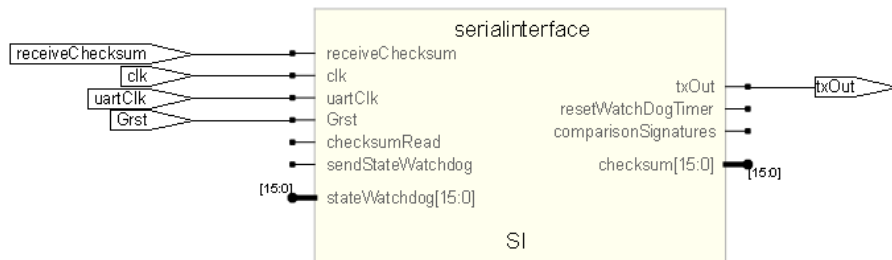 serialinterface
receiveChecksum receiveChecksum
clk clk
uartClk uartClk txOut txOut
Grst Grst resetWatchDogTimer
checksumRead comparisonSignatures
sendStateWatchdog checksum[15:0] [15:0]
[15:0] stateWatchdog[15:0]
SI